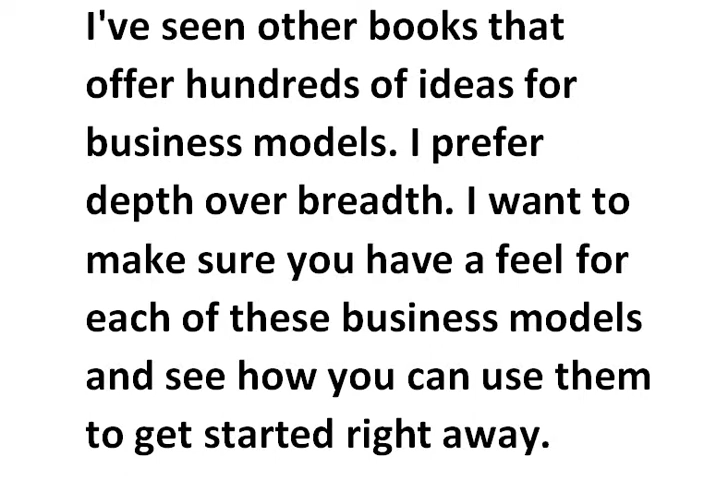 I've seen other books that
offer hundreds of ideas for
business models. I prefer
depth over breadth. I want to
make sure you have a feel for
each of these business models
and see how you can use them
to get started right away.